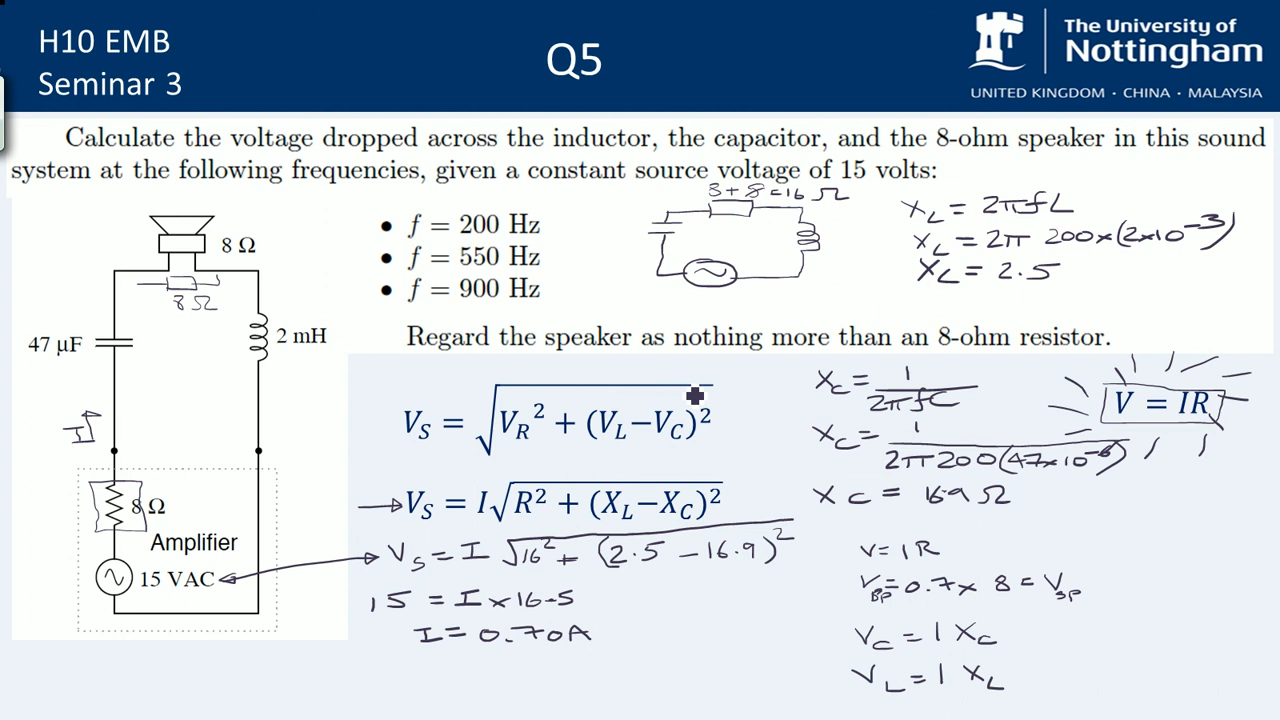 H10 EMB
Seminar 3
Q5
The University of
Nottingham
UNITED KINGDOM · CHINA · MALAYSIA
Calculate the voltage dropped across the inductor, the capacitor, and the 8-ohm speaker in this sound
system at the following frequencies, given a constant source voltage of 15 volts:
• f = 200 Hz
• f = 550 Hz
• f = 900 Hz
Regard the speaker as nothing more than an 8-ohm resistor.
8 Ω
8 Ω
47 μF
2 mH
I
8 Ω
Amplifier
15 VAC
3 + 8 = 16 Ω
X_L = 2πfL
X_L = 2π 200×(2×10^-3)
X_L = 2.5
V_S = √(V_R² + (V_L−V_C)²)
V_S = I√(R² + (X_L−X_C)²)
V_S = I √(16² + (2.5 − 16.9)²)
15 = I × 16-5
I = 0.70A
X_C = 1 / 2πfC
X_C = 1 / 2π200(47×10^-6)
X_C = 16.9 Ω
V = IR
V = IR
V_8P = 0.7 × 8 = V_SP
V_C = I X_C
V_L = I X_L